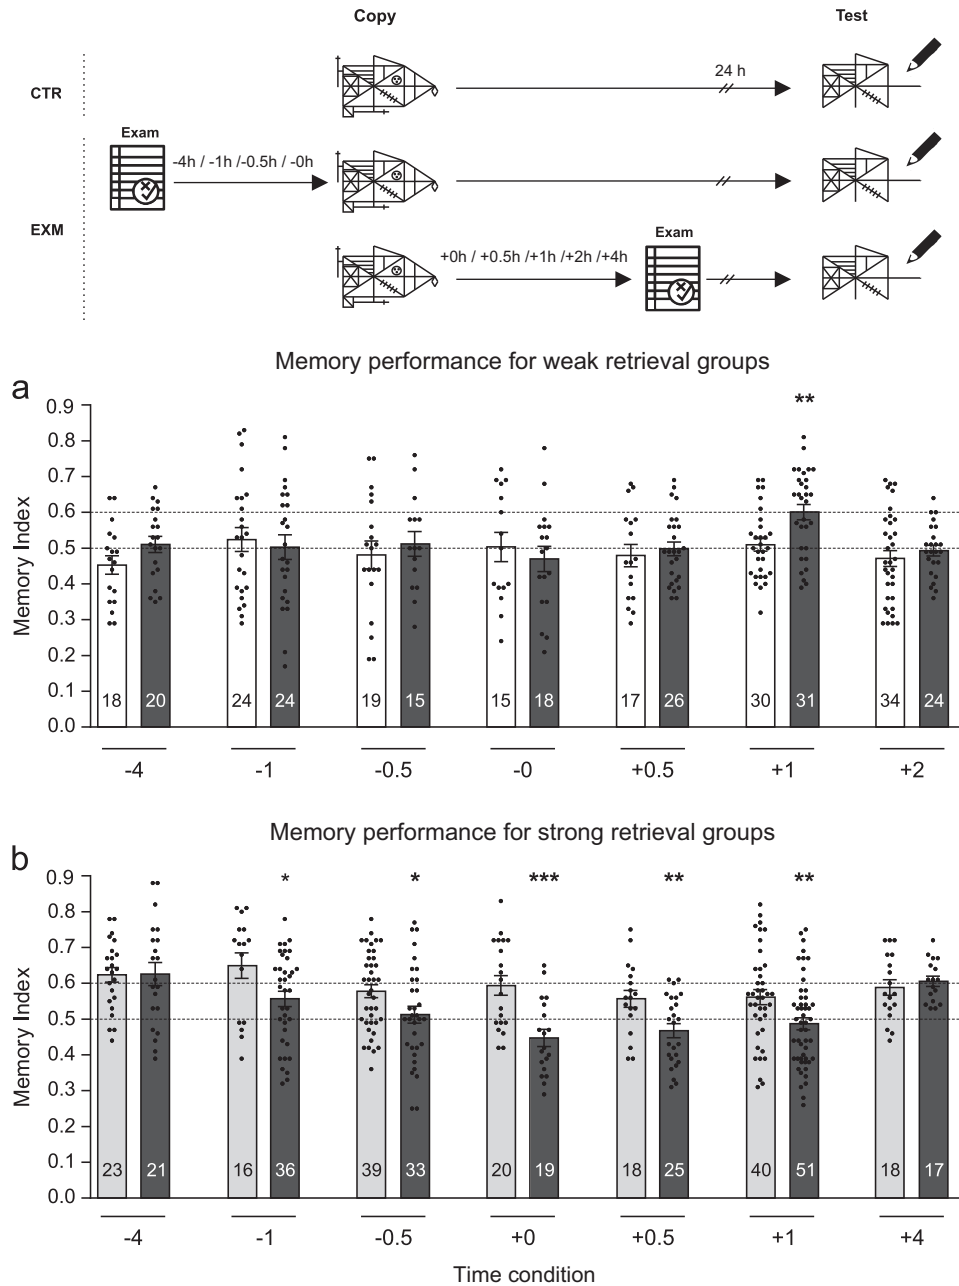 Copy Test
24 h
CTR
Exam
-4h / -1h /-0.5h / -0h
EXM
Exam
+0h / +0.5h /+1h /+2h /+4h
Memory performance for weak retrieval groups
a
Memory Index
0.9
0.8
0.7
0.6
0.5
0.4
0.3
0.2
0.1
0.0
**
18 20 24 24 19 15 15 18 17 26 30 31 34 24
-4 -1 -0.5 -0 +0.5 +1 +2
Memory performance for strong retrieval groups
b
Memory Index
0.9
0.8
0.7
0.6
0.5
0.4
0.3
0.2
0.1
0.0
* * *** ** **
23 21 16 36 39 33 20 19 18 25 40 51 18 17
-4 -1 -0.5 +0 +0.5 +1 +4
Time condition